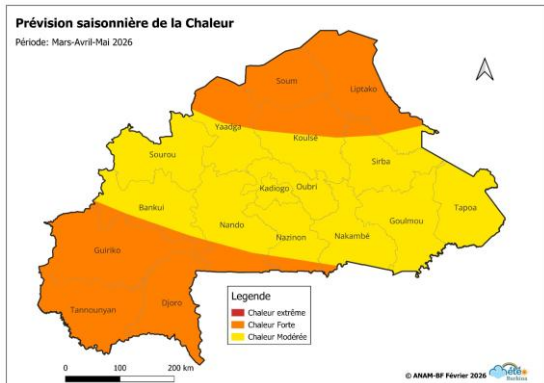 Prévision saisonnière de la Chaleur
Période: Mars-Avril-Mai 2026
Soum
Liptako
Yaadga
Koulsé
Sourou
Sirba
Kadiogo
Oubri
Bankui
Tapoa
Nando
Goulmou
Nazinon
Nakambé
Guiriko
Djoro
Tannounyan
Legende
Chaleur extrême
Chaleur Forte
Chaleur Modérée
0 100 200 km
© ANAM-BF Février 2026